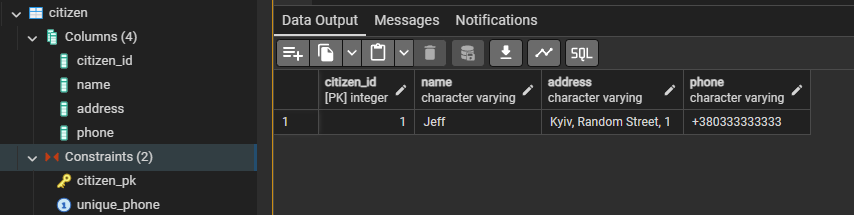 citizen
Columns (4)
citizen_id
name
address
phone
Constraints (2)
citizen_pk
unique_phone
Data Output Messages Notifications
SQL
citizen_id name address phone
[PK] integer character varying character varying character varying
1 1 Jeff Kyiv, Random Street, 1 +380333333333